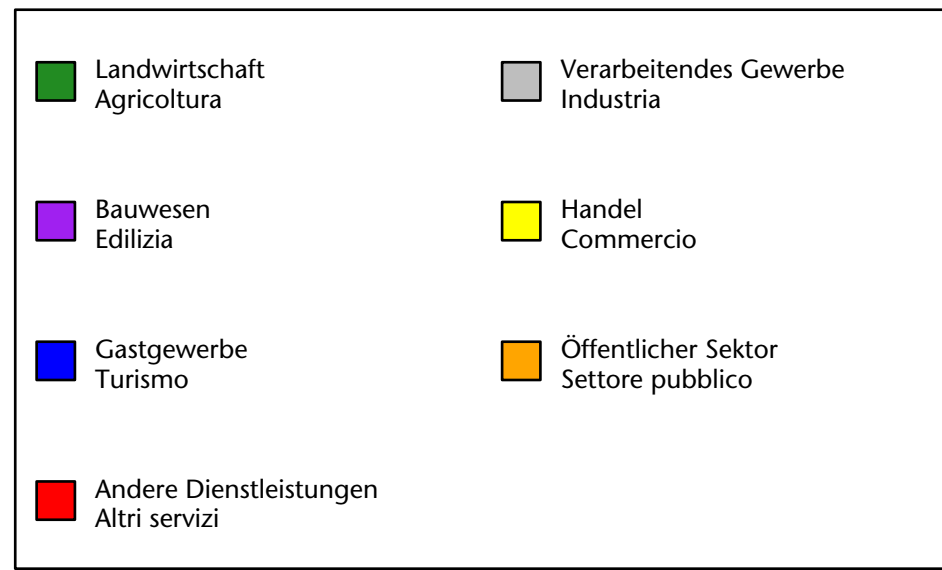 Landwirtschaft
Agricoltura
Verarbeitendes Gewerbe
Industria
Bauwesen
Edilizia
Handel
Commercio
Gastgewerbe
Turismo
Öffentlicher Sektor
Settore pubblico
Andere Dienstleistungen
Altri servizi